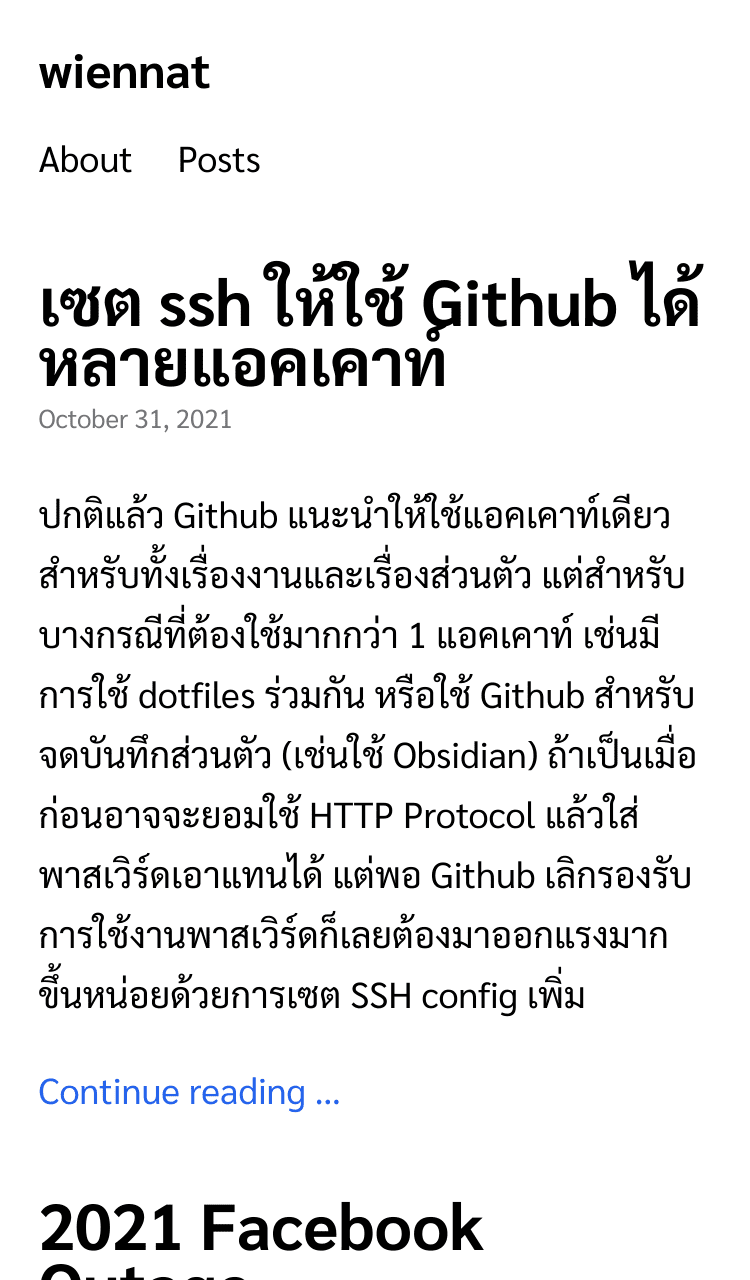 wiennat
About Posts
เซต ssh ให้ใช้ Github ได้
หลายแอคเคาท์
October 31, 2021
ปกติแล้ว Github แนะนำให้ใช้แอคเคาท์เดียว
สำหรับทั้งเรื่องงานและเรื่องส่วนตัว แต่สำหรับ
บางกรณีที่ต้องใช้มากกว่า 1 แอคเคาท์ เช่นมี
การใช้ dotfiles ร่วมกัน หรือใช้ Github สำหรับ
จดบันทึกส่วนตัว (เช่นใช้ Obsidian) ถ้าเป็นเมื่อ
ก่อนอาจจะยอมใช้ HTTP Protocol แล้วใส่
พาสเวิร์ดเอาแทนได้ แต่พอ Github เลิกรองรับ
การใช้งานพาสเวิร์ดก็เลยต้องมาออกแรงมาก
ขึ้นหน่อยด้วยการเซต SSH config เพิ่ม
Continue reading ...
2021 Facebook
Outage